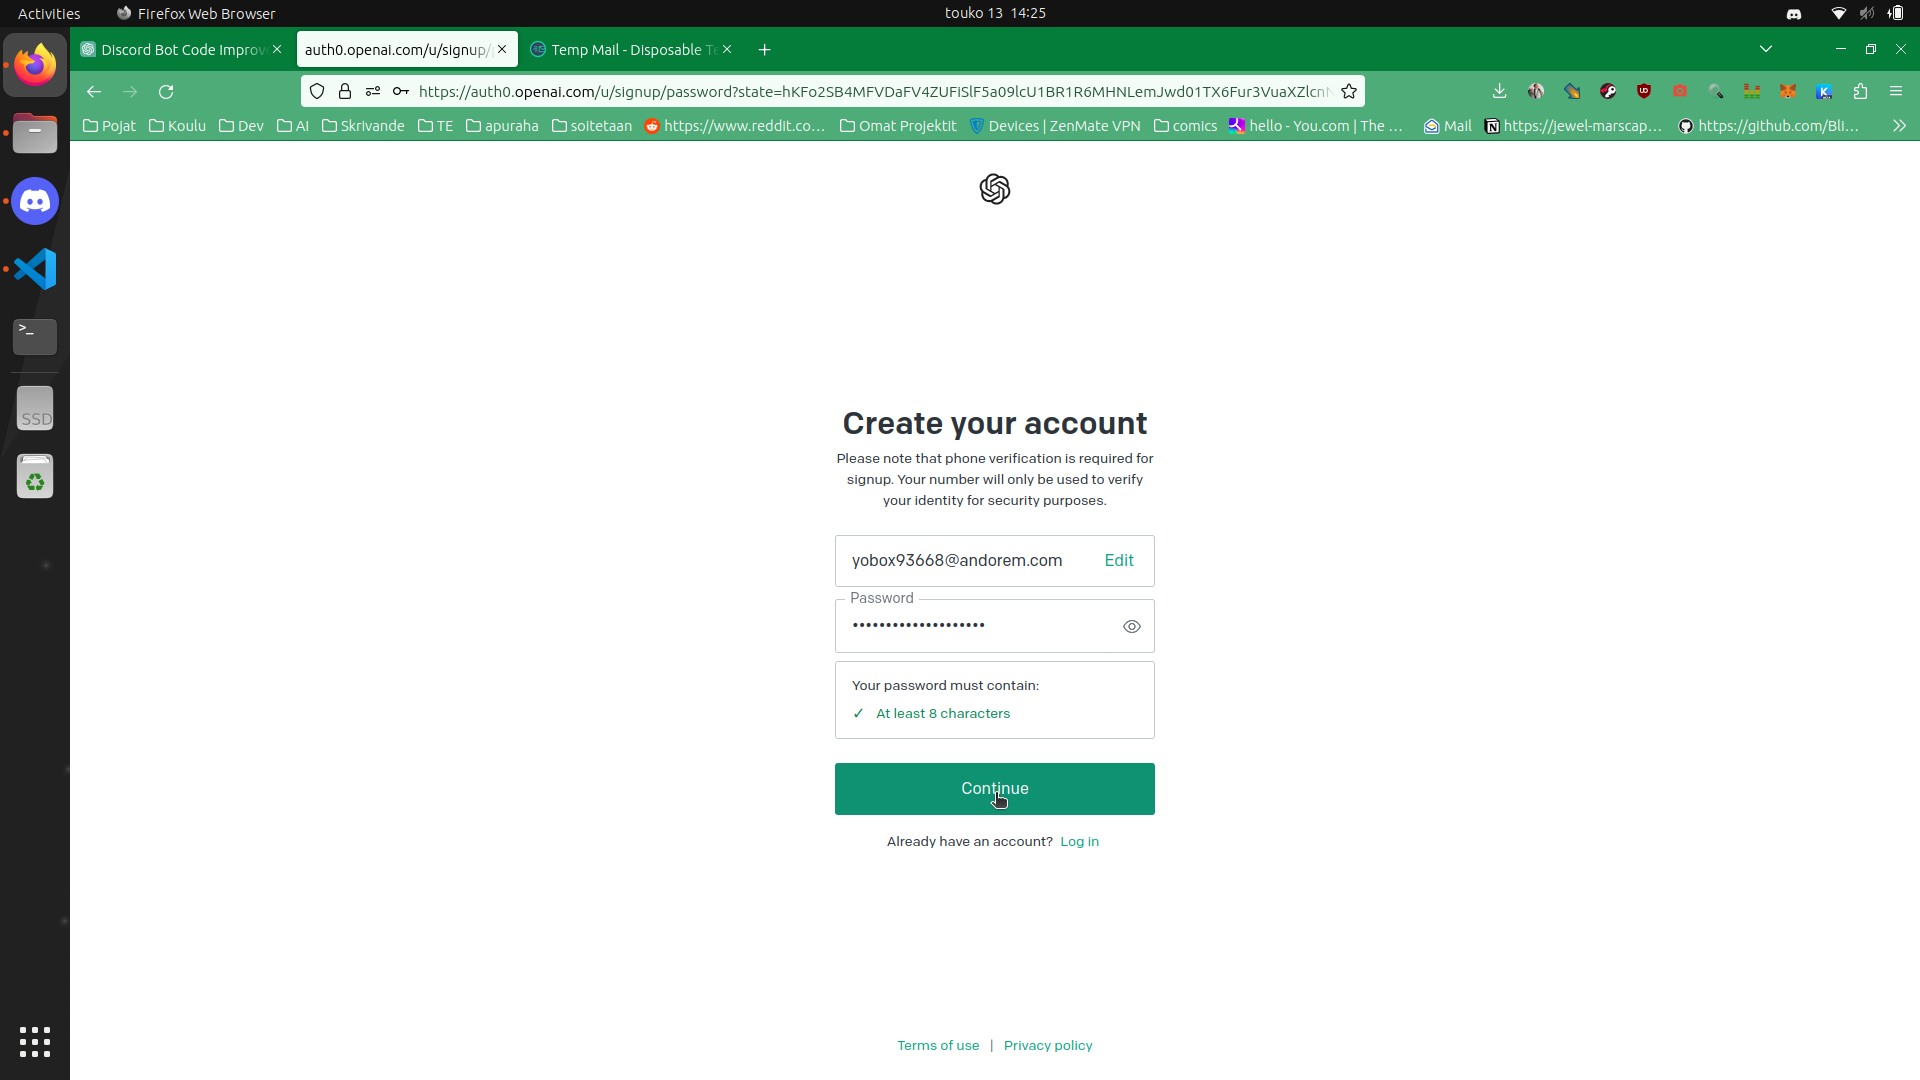 Activities
Firefox Web Browser
touko 13 14:25
Discord Bot Code Improv
auth0.openai.com/u/signup/
Temp Mail - Disposable Te
https://auth0.openai.com/u/signup/password?state=hKFo2SB4MFVDaFV4ZUFiSlF5a09lcU1BR1R6MHNLemJwd01TX6Fur3VuaXZlcn
Pojat
Koulu
Dev
AI
Skrivande
TE
apuraha
soitetaan
https://www.reddit.co…
Omat Projektit
Devices | ZenMate VPN
comics
hello - You.com | The …
Mail
https://jewel-marscap…
https://github.com/Bli…
SSD
Create your account
Please note that phone verification is required for
signup. Your number will only be used to verify
your identity for security purposes.
yobox93668@andorem.com
Edit
Password
••••••••••••••••••••
Your password must contain:
✓ At least 8 characters
Continue
Already have an account? Log in
Terms of use | Privacy policy